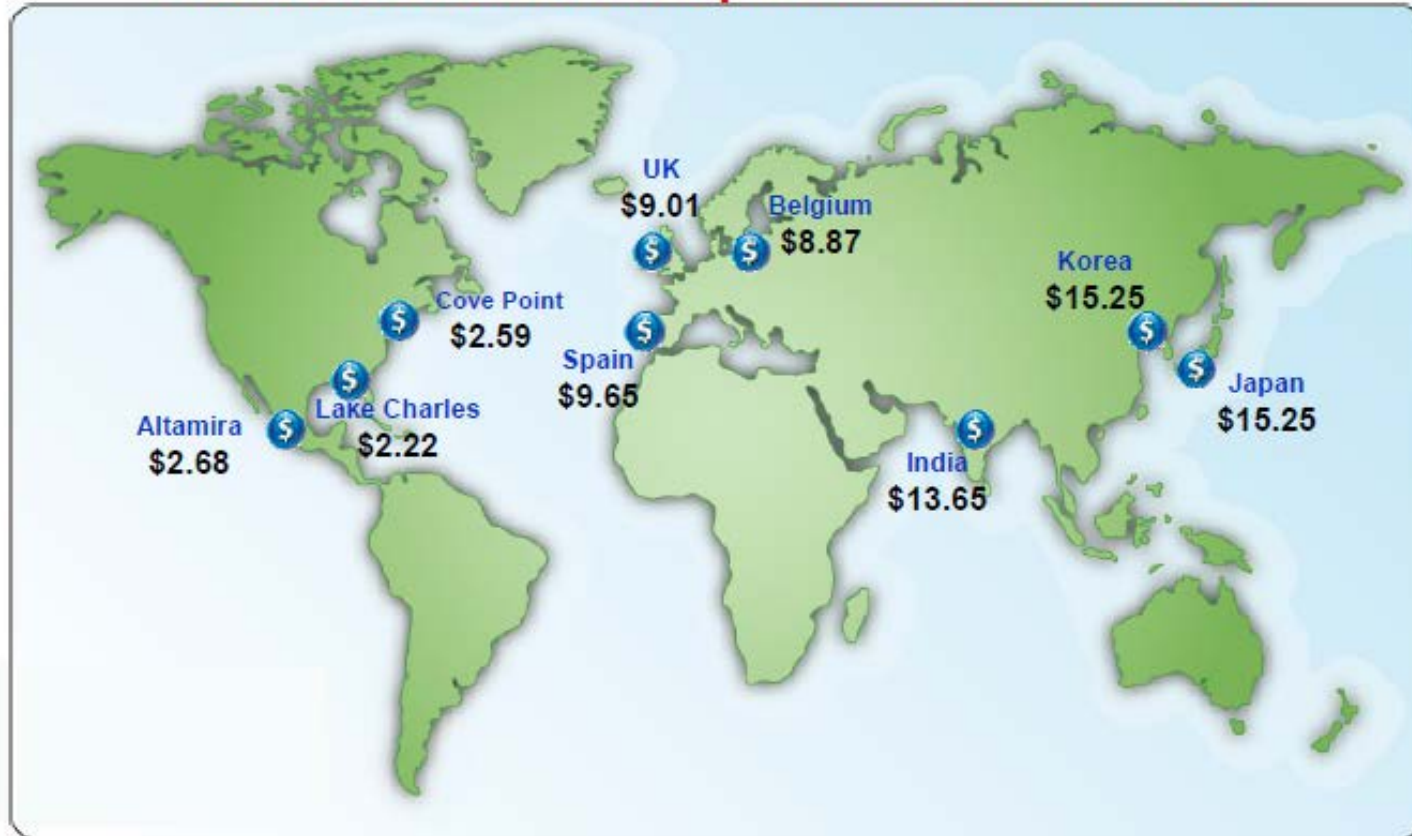 UK
$9.01
Belgium
$8.87
Korea
$15.25
Cove Point
$2.59
Spain
$9.65
Japan
$15.25
Lake Charles
$2.22
Altamira
$2.68
India
$13.65